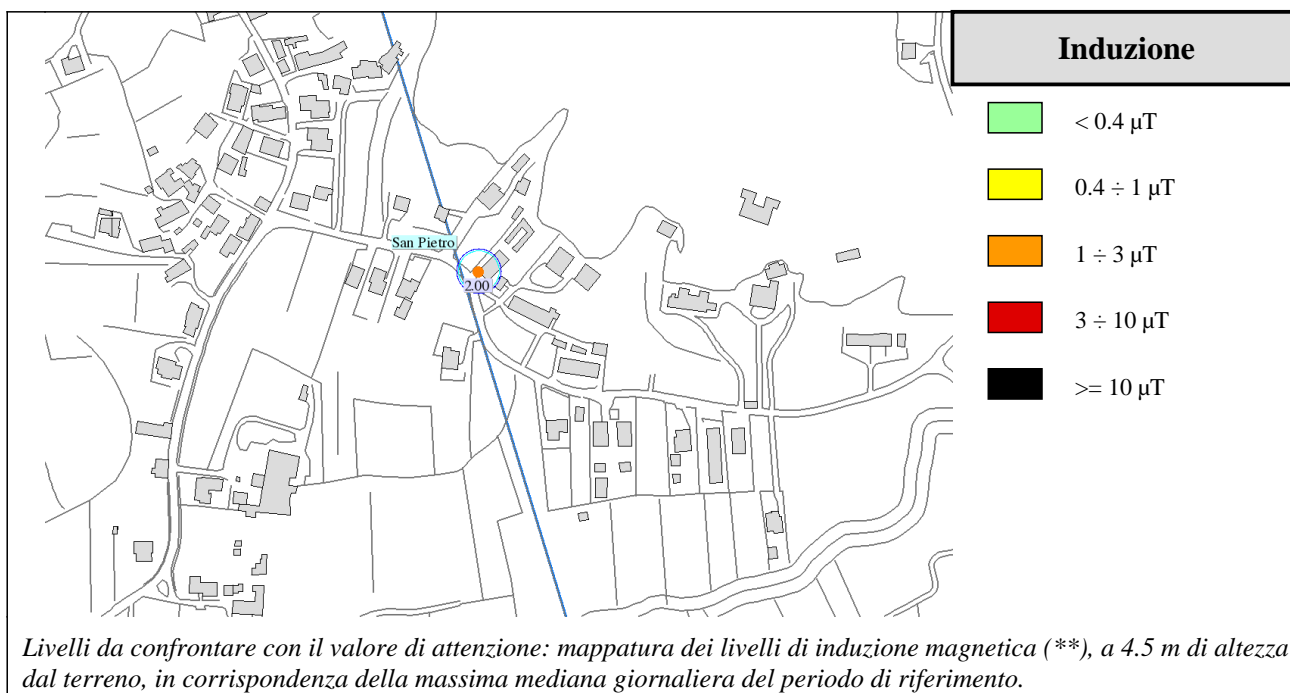 Induzione
< 0.4 µT
0.4 ÷ 1 µT
1 ÷ 3 µT
3 ÷ 10 µT
>= 10 µT
San Pietro
2.00
Livelli da confrontare con il valore di attenzione: mappatura dei livelli di induzione magnetica (**), a 4.5 m di altezza
dal terreno, in corrispondenza della massima mediana giornaliera del periodo di riferimento.